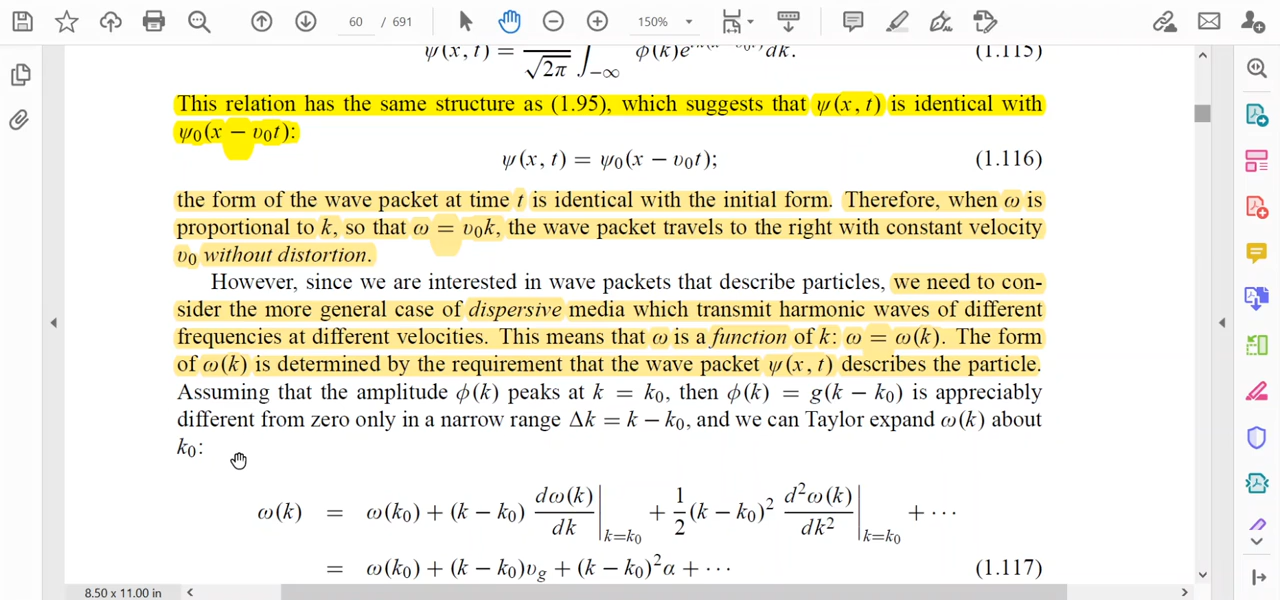 60 / 691
150%
ψ(x, t) = 1/√2π ∫−∞ ϕ(k)e dk. (1.115)
This relation has the same structure as (1.95), which suggests that ψ(x, t) is identical with
ψ0(x − υ0t):
ψ(x, t) = ψ0(x − υ0t); (1.116)
the form of the wave packet at time t is identical with the initial form. Therefore, when ω is
proportional to k, so that ω = υ0k, the wave packet travels to the right with constant velocity
υ0 without distortion.
However, since we are interested in wave packets that describe particles, we need to con-
sider the more general case of dispersive media which transmit harmonic waves of different
frequencies at different velocities. This means that ω is a function of k: ω = ω(k). The form
of ω(k) is determined by the requirement that the wave packet ψ(x, t) describes the particle.
Assuming that the amplitude ϕ(k) peaks at k = k0, then ϕ(k) = g(k − k0) is appreciably
different from zero only in a narrow range Δk = k − k0, and we can Taylor expand ω(k) about
k0:
ω(k) = ω(k0) + (k − k0) dω(k)/dk |k=k0 + 1/2 (k − k0)² d²ω(k)/dk² |k=k0 + ···
= ω(k0) + (k − k0)υg + (k − k0)²α + ··· (1.117)
8.50 x 11.00 in